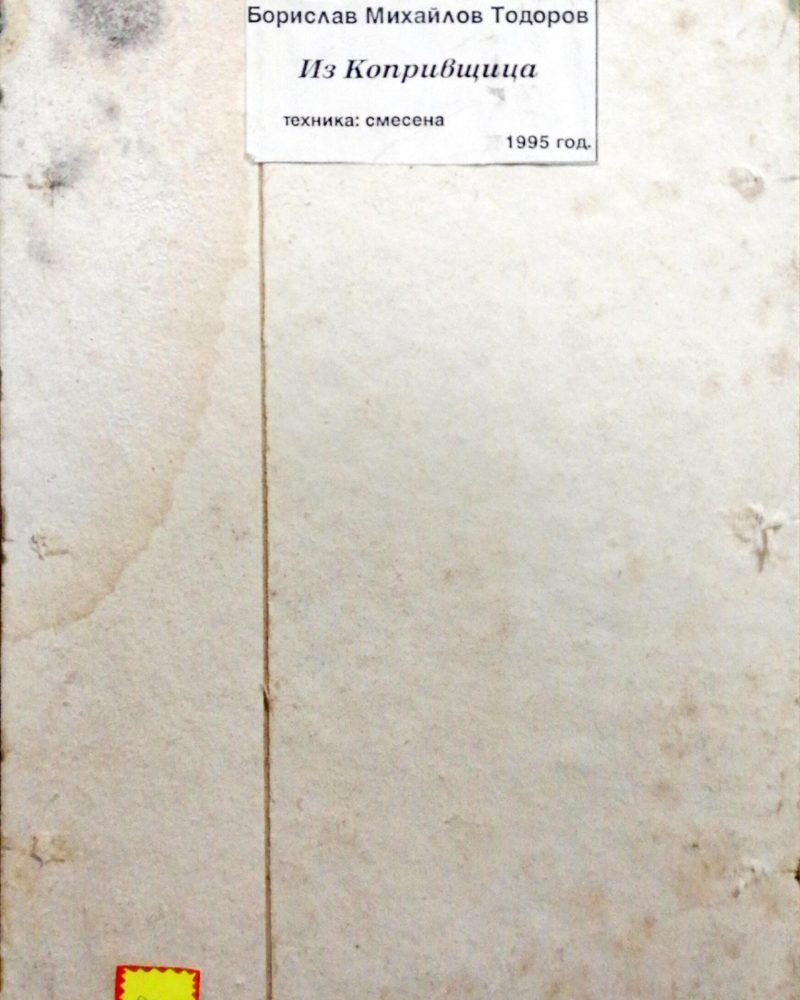 Борислав Михайлов Тодоров
Из Копривщица
техника: смесена
1995 год.